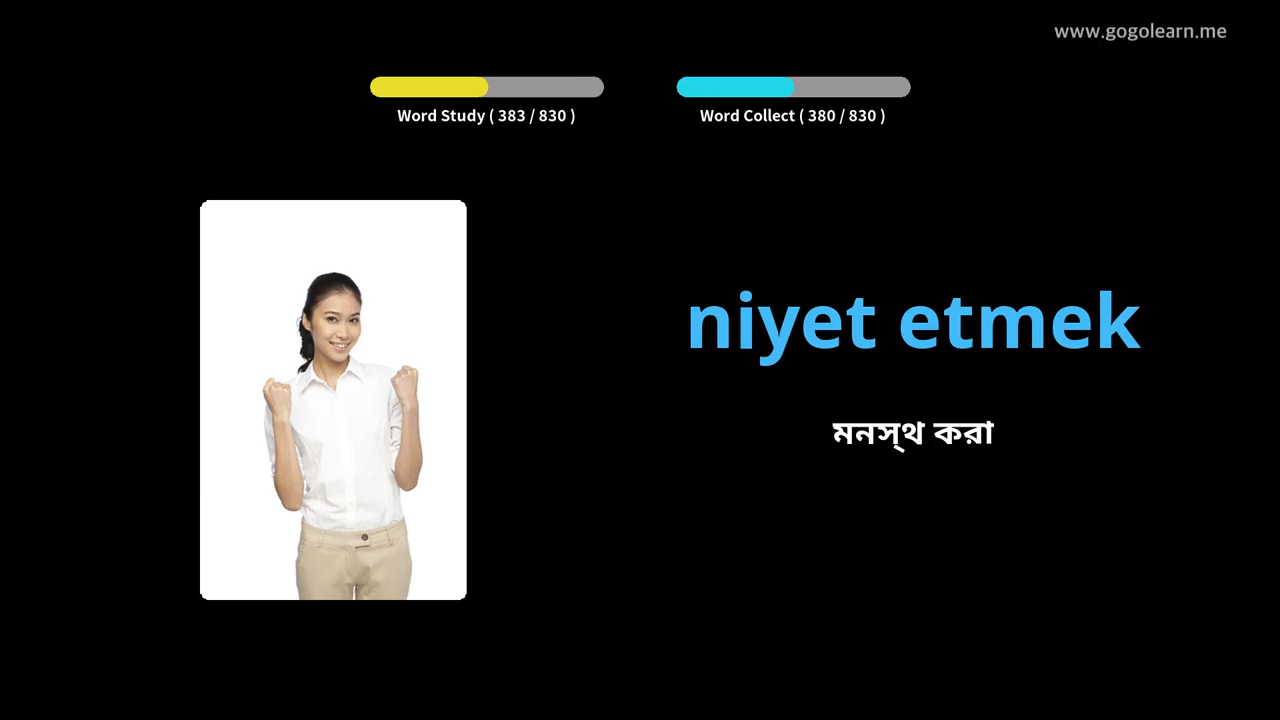 www.gogolearn.me
Word Study ( 383 / 830 )
Word Collect ( 380 / 830 )
niyet etmek
মনস্থ করা